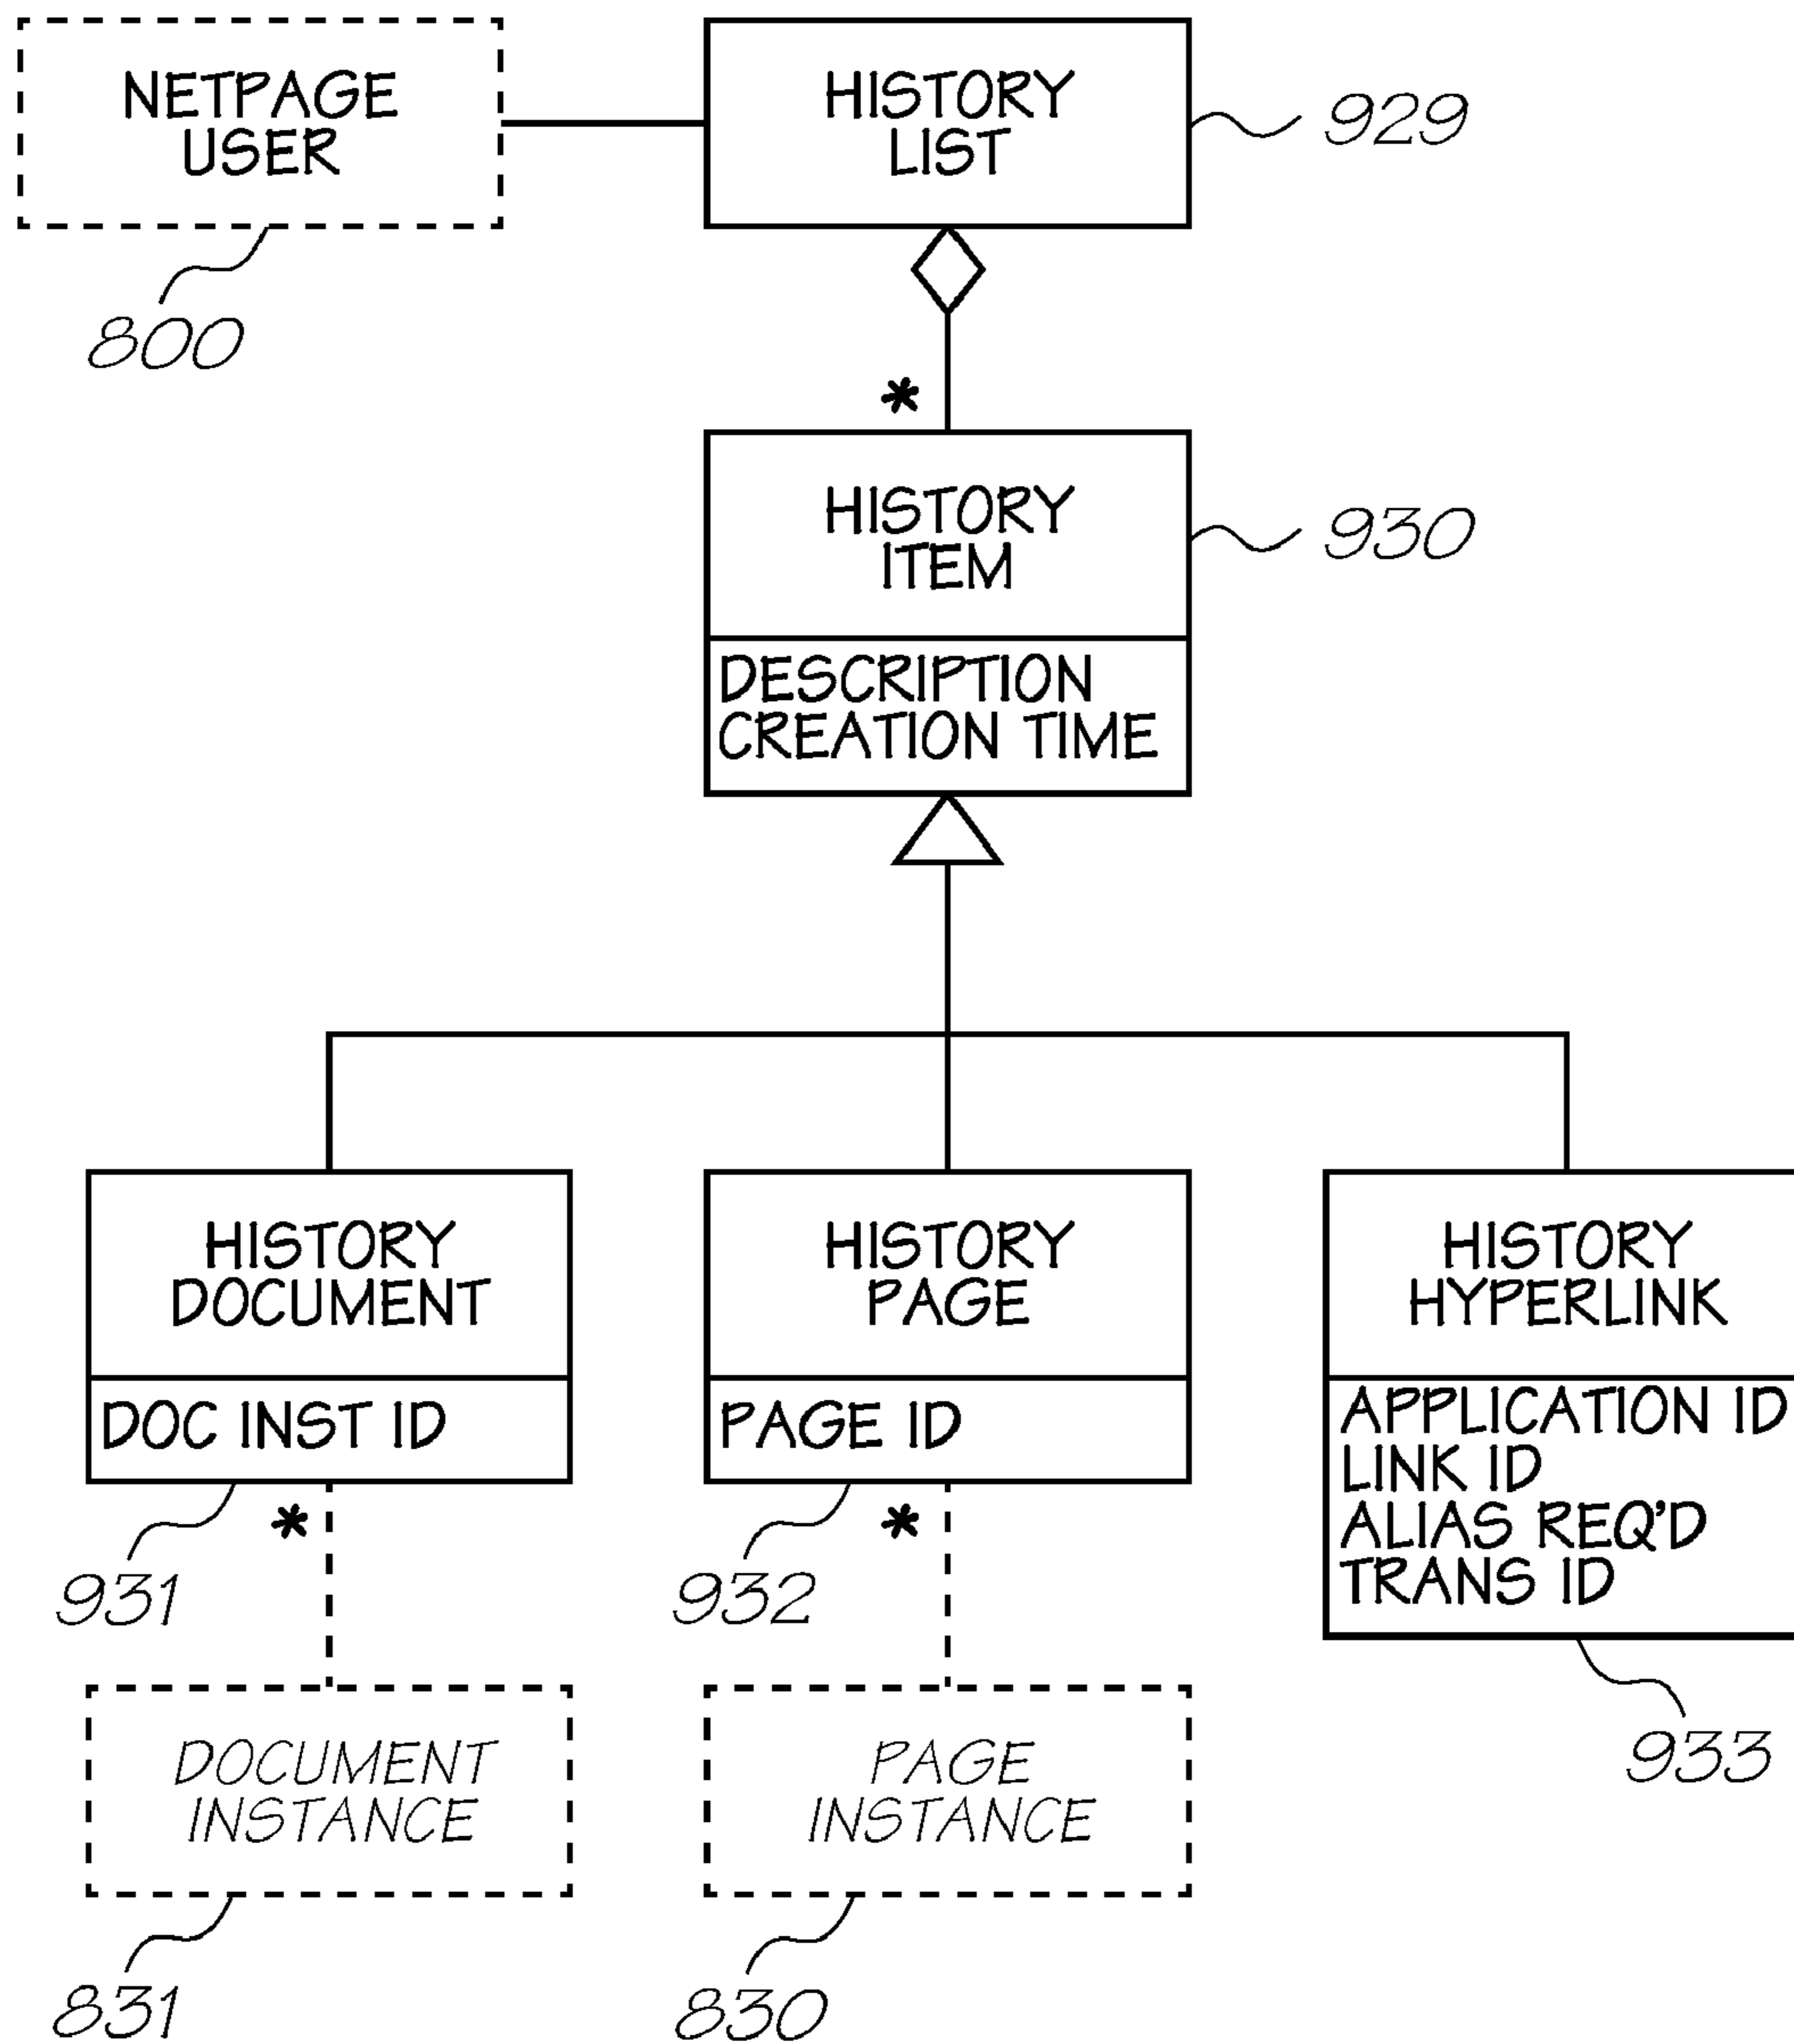 NETPAGE
USER
800
HISTORY
LIST
929
*
HISTORY
ITEM
930
DESCRIPTION
CREATION TIME
HISTORY
DOCUMENT
DOC INST ID
931
*
HISTORY
PAGE
PAGE ID
932
*
HISTORY
HYPERLINK
APPLICATION ID
LINK ID
ALIAS REQ'D
TRANS ID
933
DOCUMENT
INSTANCE
831
PAGE
INSTANCE
830